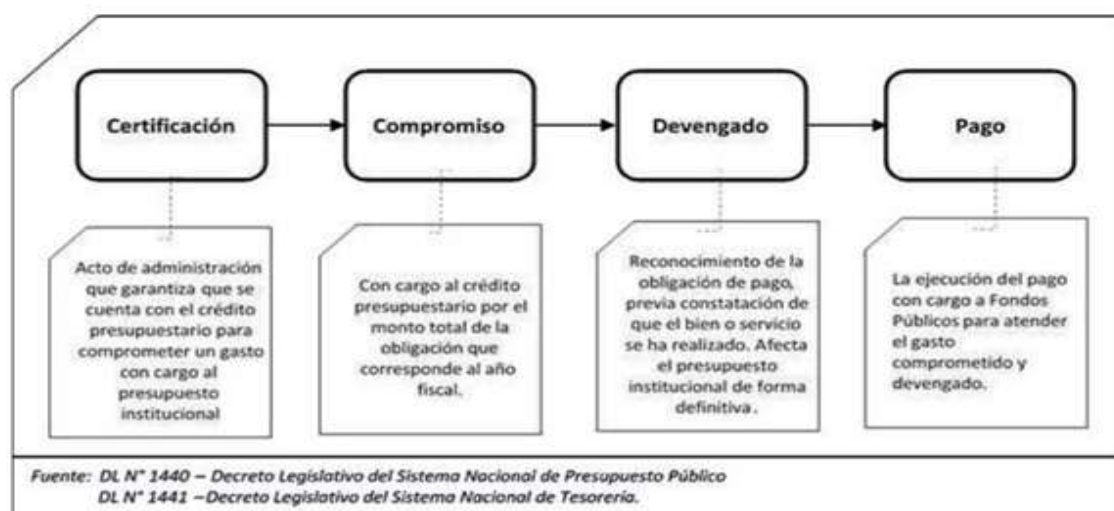 Certificación
Compromiso
Devengado
Pago
Acto de administración
que garantiza que se
cuenta con el crédito
presupuestario para
comprometer un gasto
con cargo al
presupuesto
institucional
Con cargo al crédito
presupuestario por el
monto total de la
obligación que
corresponde al año
fiscal.
Reconocimiento de la
obligación de pago,
previa constatación de
que el bien o servicio
se ha realizado. Afecta
el presupuesto
institucional de forma
definitiva.
La ejecución del pago
con cargo a Fondos
Públicos para atender
el gasto
comprometido y
devengado.
Fuente: DL N° 1440 – Decreto Legislativo del Sistema Nacional de Presupuesto Público
DL N° 1441 –Decreto Legislativo del Sistema Nacional de Tesorería.